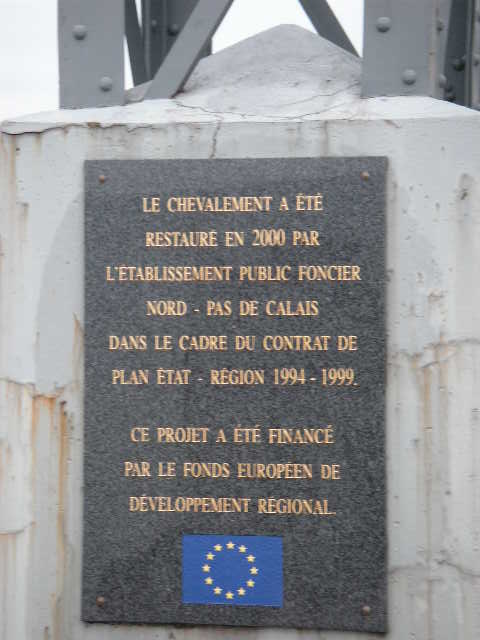 LE CHEVALEMENT A ÉTÉ
RESTAURÉ EN 2000 PAR
L'ÉTABLISSEMENT PUBLIC FONCIER
NORD - PAS DE CALAIS
DANS LE CADRE DU CONTRAT DE
PLAN ÉTAT - RÉGION 1994 - 1999.
CE PROJET A ÉTÉ FINANCÉ
PAR LE FONDS EUROPÉEN DE
DÉVELOPPEMENT RÉGIONAL.